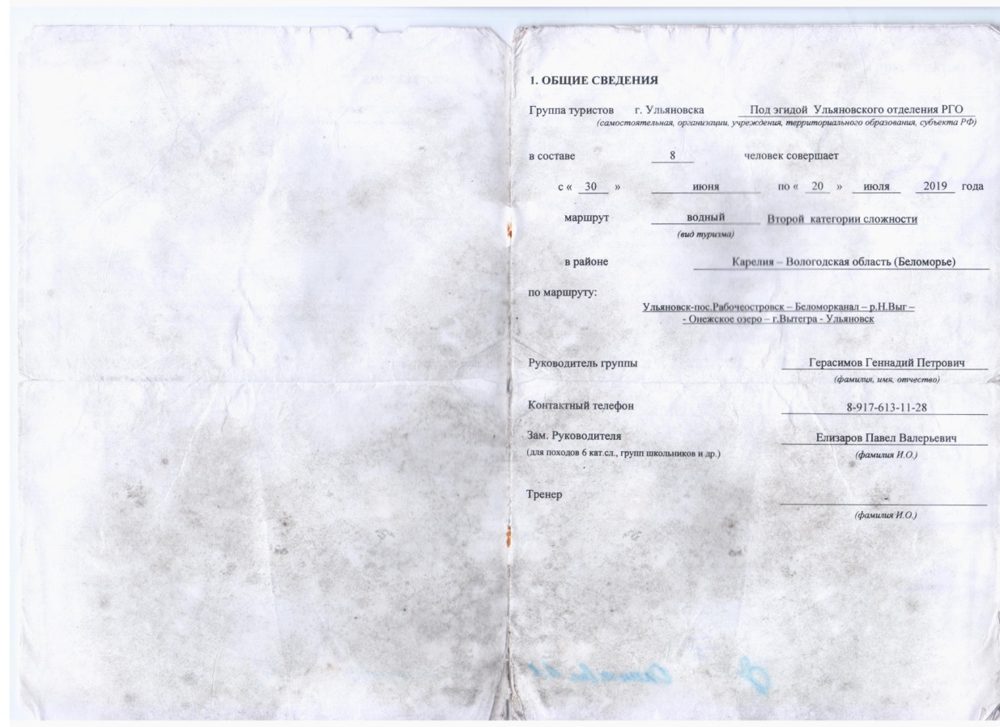 1. ОБЩИЕ СВЕДЕНИЯ
Группа туристов г. Ульяновска Под эгидой Ульяновского отделения РГО
(самостоятельная, организации, учреждения, территориального образования, субъекта РФ)
в составе 8 человек совершает
с « 30 » июня по « 20 » июля 2019 года
маршрут водный Второй категории сложности
(вид туризма)
в районе Карелия – Вологодская область (Беломорье)
по маршруту:
Ульяновск-пос.Рабочеостровск – Беломорканал – р.Н.Выг –
- Онежское озеро – г.Вытегра - Ульяновск
Руководитель группы Герасимов Геннадий Петрович
(фамилия, имя, отчество)
Контактный телефон 8-917-613-11-28
Зам. Руководителя Елизаров Павел Валерьевич
(для походов 6 кат.сл., групп школьников и др.) (фамилия И.О.)
Тренер -
(фамилия И.О.)